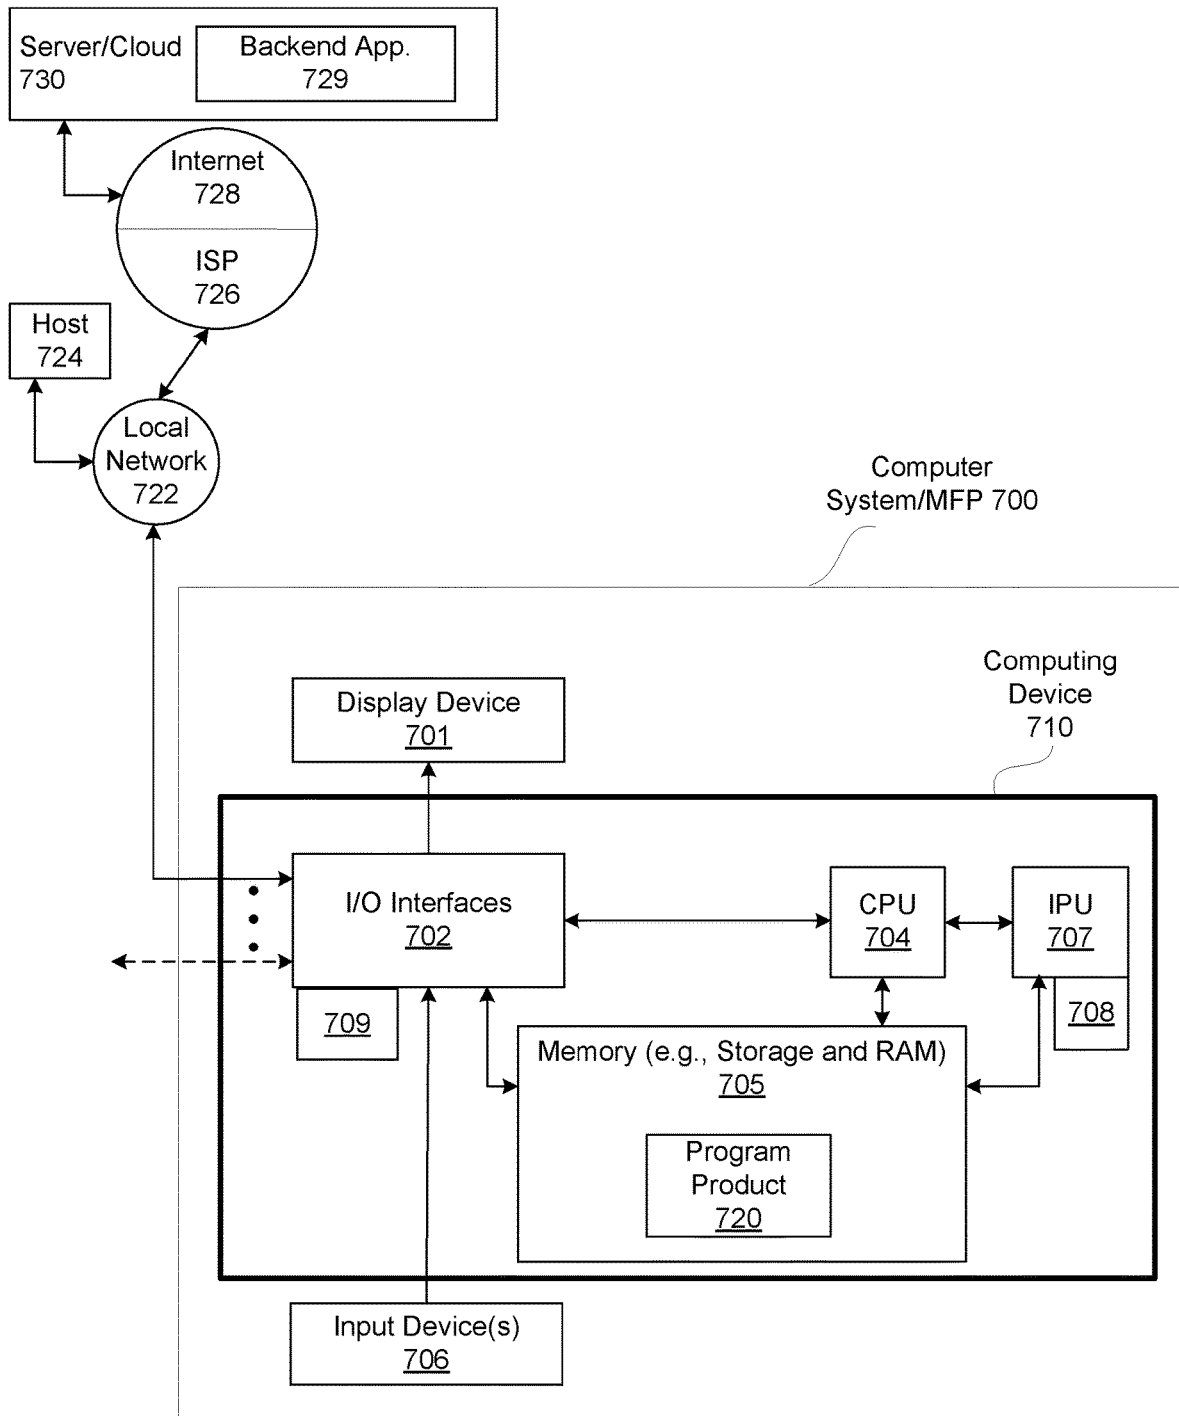 Server/Cloud
730
Backend App.
729
Internet
728
ISP
726
Host
724
Local
Network
722
Computer
System/MFP 700
Computing
Device
710
Display Device
701
I/O Interfaces
702
CPU
704
IPU
707
709
708
Memory (e.g., Storage and RAM)
705
Program
Product
720
Input Device(s)
706